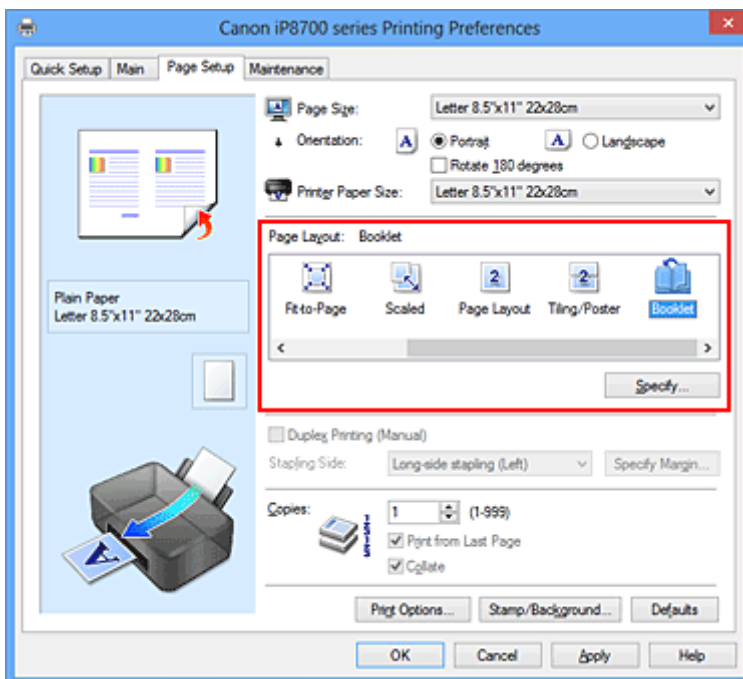 Canon iP8700 series Printing Preferences
Quick Setup Main Page Setup Maintenance
Page Size: Letter 8.5"x11" 22x28cm
Orientation: A Portrait A Landscape
Rotate 180 degrees
Printer Paper Size: Letter 8.5"x11" 22x28cm
Page Layout: Booklet
Fit-to-Page Scaled Page Layout Tiling/Poster Booklet
Specify...
Plain Paper
Letter 8.5"x11" 22x28cm
Duplex Printing (Manual)
Stapling Side: Long-side stapling (Left) Specify Margin...
Copies: 1 (1-999)
Print from Last Page
Collate
Print Options... Stamp/Background... Defaults
OK Cancel Apply Help